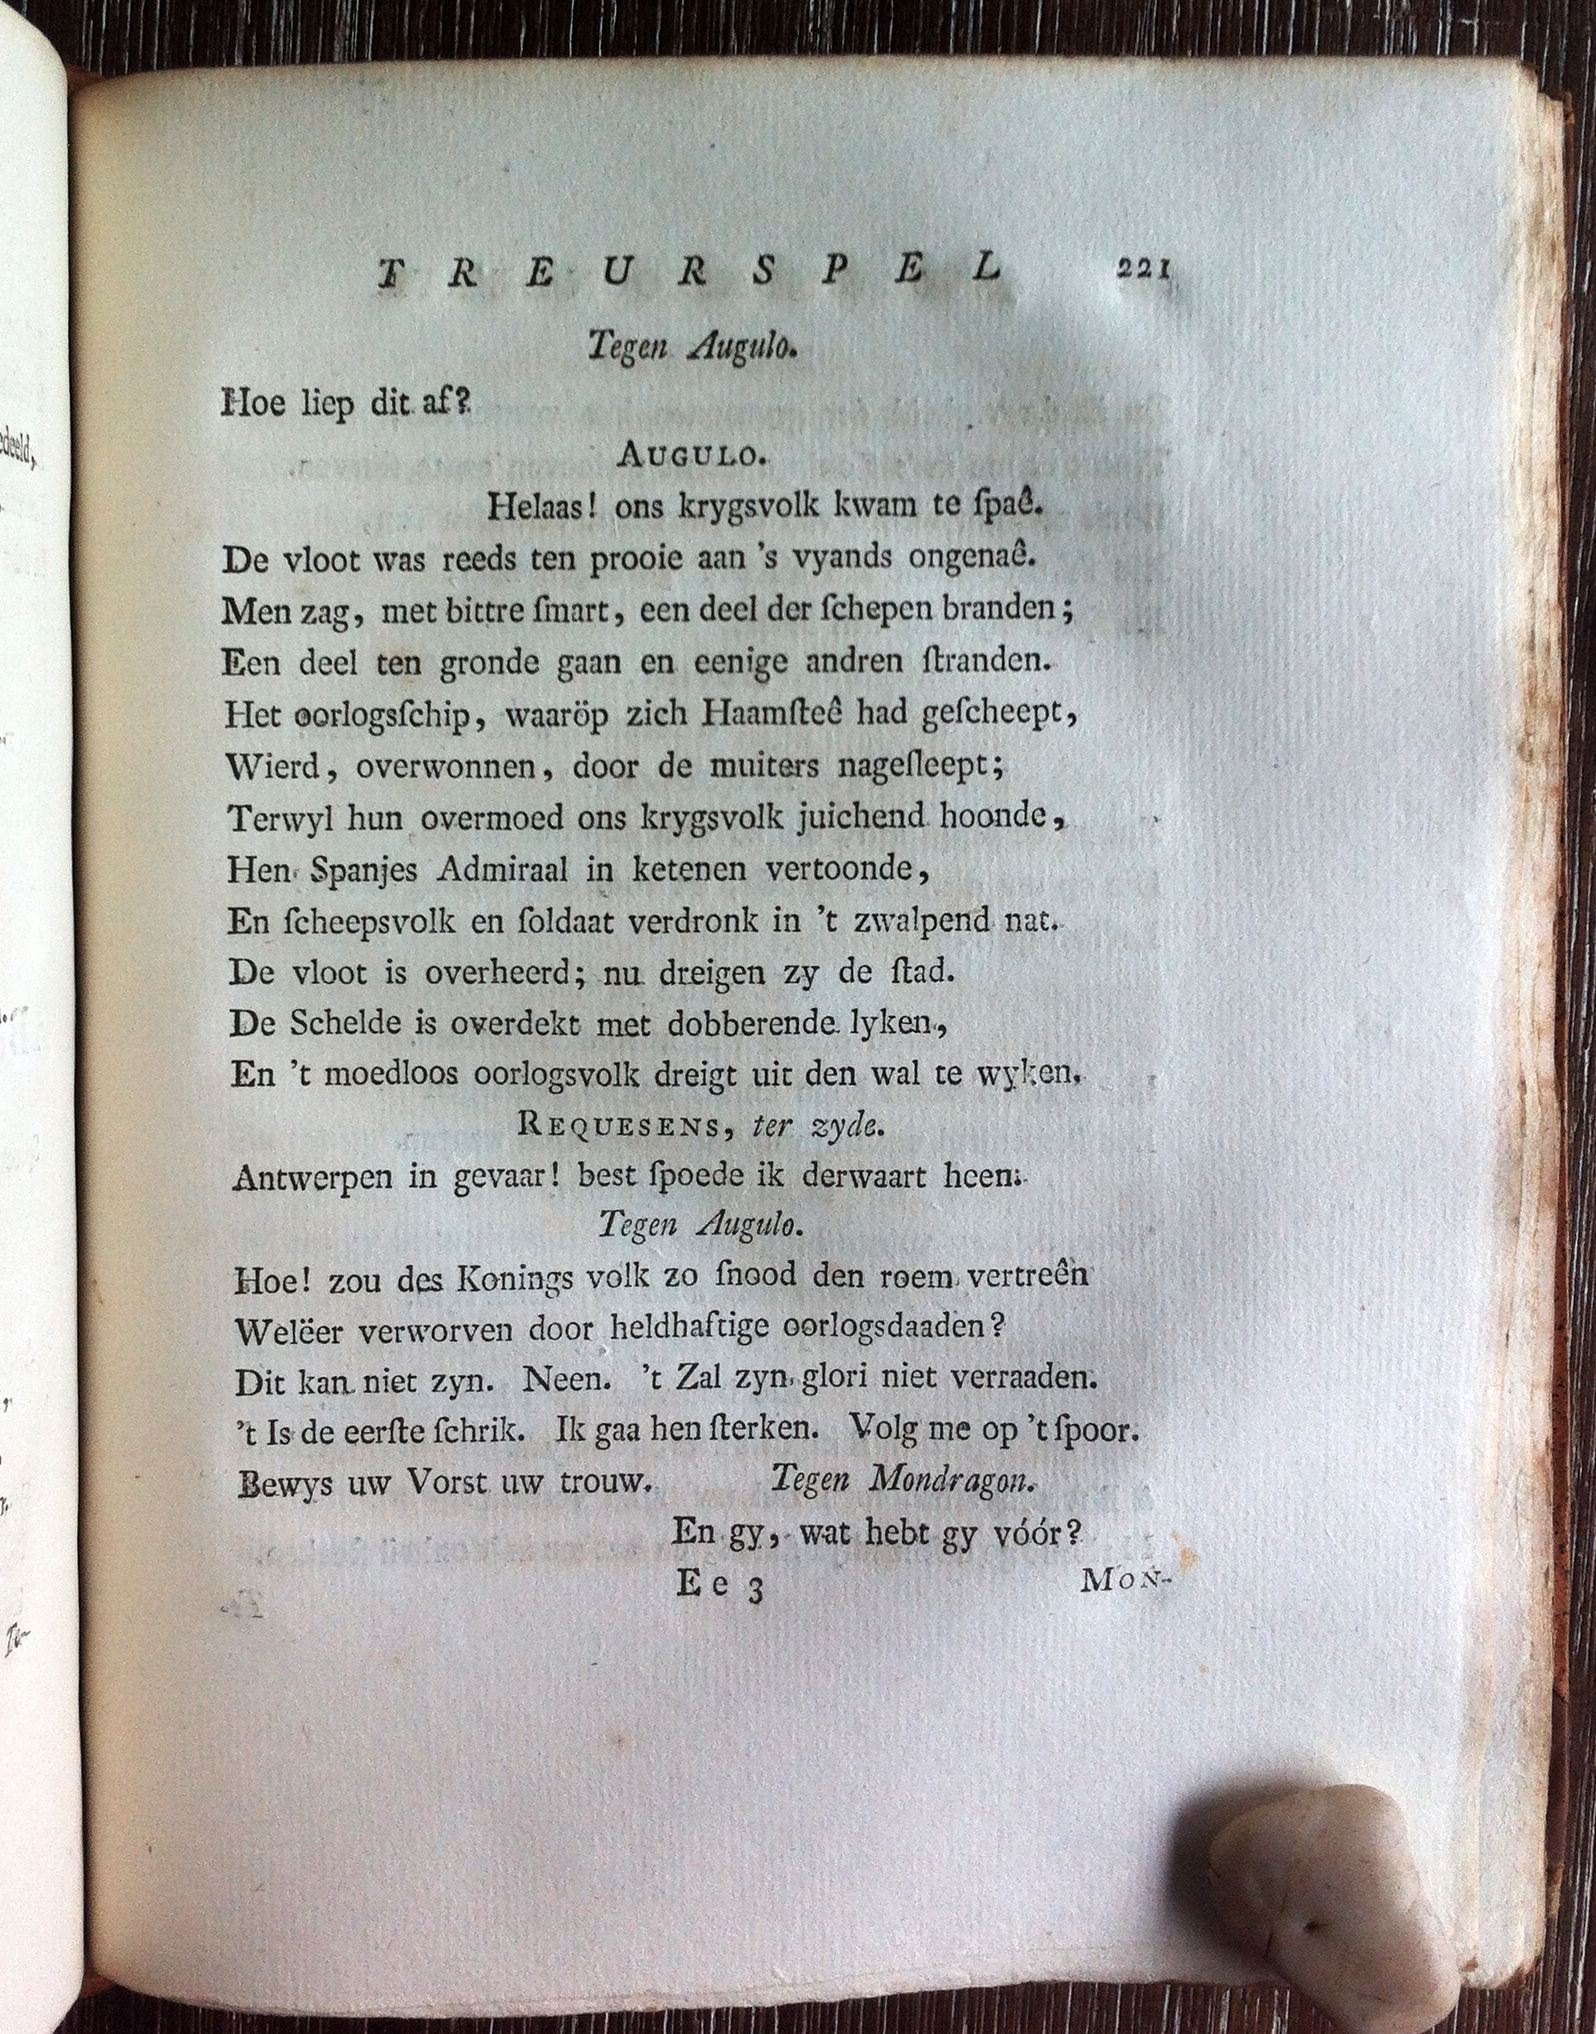 edeeld,
TREURSPEL 221
Tegen Augulo.
Hoe liep dit af?
AUGULO.
Helaas! ons krygsvolk kwam te ſpaê.
De vloot was reeds ten prooie aan 's vyands ongenaê.
Men zag, met bittre ſmart, een deel der ſchepen branden;
Een deel ten gronde gaan en eenige andren ſtranden.
Het oorlogsſchip, waaröp zich Haamſteê had geſcheept,
Wierd, overwonnen, door de muiters nageſleept;
Terwyl hun overmoed ons krygsvolk juichend hoonde,
Hen Spanjes Admiraal in ketenen vertoonde,
En ſcheepsvolk en ſoldaat verdronk in 't zwalpend nat.
De vloot is overheerd; nu dreigen zy de ſtad.
De Schelde is overdekt met dobberende lyken,
En 't moedloos oorlogsvolk dreigt uit den wal te wyken.
REQUESENS, ter zyde.
Antwerpen in gevaar! best ſpoede ik derwaart heen:
Tegen Augulo.
Hoe! zou des Konings volk zo ſnood den roem vertreên
Weleër verworven door heldhaftige oorlogsdaaden?
Dit kan niet zyn. Neen. 't Zal zyn glori niet verraaden.
't Is de eerſte ſchrik. Ik gaa hen ſterken. Volg me op 't ſpoor.
Bewys uw Vorst uw trouw. Tegen Mondragon.
En gy, wat hebt gy vóór?
Ee 3 MON-